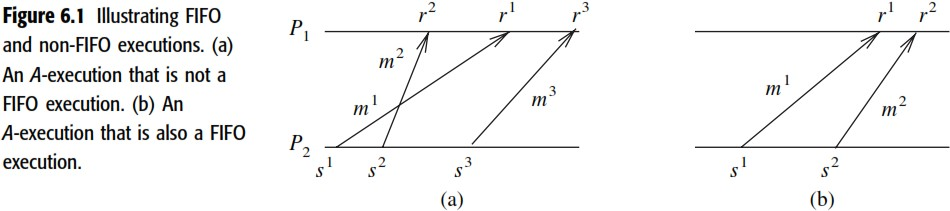 Figure 6.1 Illustrating FIFO
and non-FIFO executions. (a)
An A-execution that is not a
FIFO execution. (b) An
A-execution that is also a FIFO
execution.
r² r¹ r³
P₁
m²
m¹ m³
P₂
s¹ s² s³
(a)
r¹ r²
m¹
m²
s¹ s²
(b)